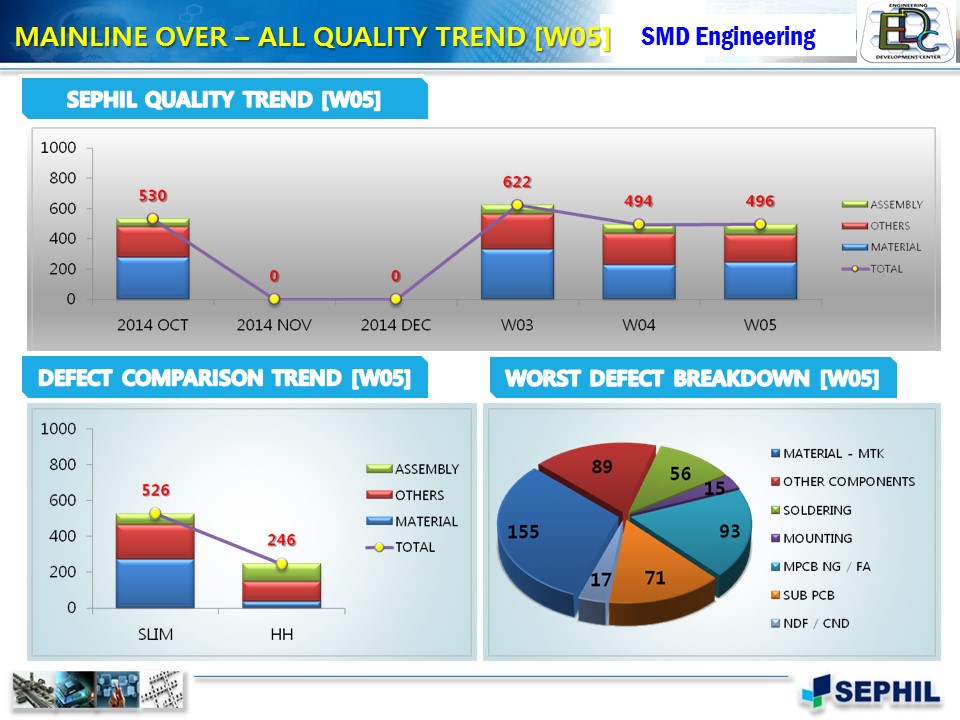 MAINLINE OVER – ALL QUALITY TREND [W05]
SMD Engineering
ENGINEERING
EDC
DEVELOPMENT CENTER
SEPHIL QUALITY TREND [W05]
1000
800
600
400
200
0
530
0
0
622
494
496
2014 OCT
2014 NOV
2014 DEC
W03
W04
W05
ASSEMBLY
OTHERS
MATERIAL
TOTAL
DEFECT COMPARISON TREND [W05]
1000
800
600
400
200
0
526
246
SLIM
HH
ASSEMBLY
OTHERS
MATERIAL
TOTAL
WORST DEFECT BREAKDOWN [W05]
89
56
15
93
71
17
155
MATERIAL - MTK
OTHER COMPONENTS
SOLDERING
MOUNTING
MPCB NG / FA
SUB PCB
NDF / CND
SEPHIL